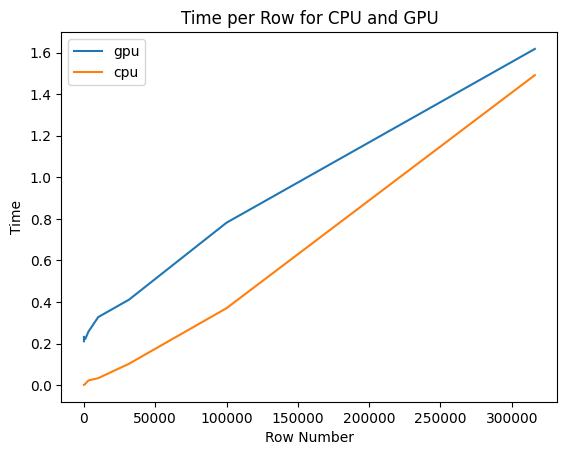 Time per Row for CPU and GPU
gpu
cpu
1.6
1.4
1.2
1.0
0.8
0.6
0.4
0.2
0.0
Time
0 50000 100000 150000 200000 250000 300000
Row Number